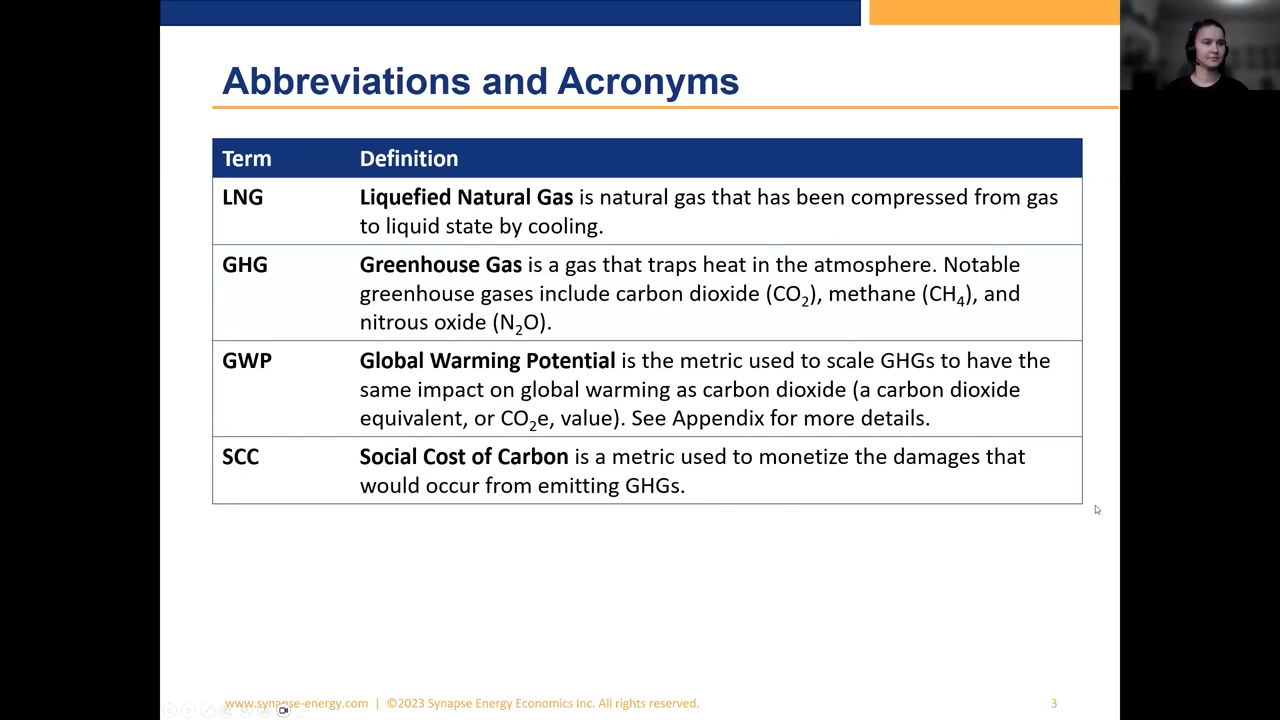 Abbreviations and Acronyms
Term Definition
LNG Liquefied Natural Gas is natural gas that has been compressed from gas
to liquid state by cooling.
GHG Greenhouse Gas is a gas that traps heat in the atmosphere. Notable
greenhouse gases include carbon dioxide (CO₂), methane (CH₄), and
nitrous oxide (N₂O).
GWP Global Warming Potential is the metric used to scale GHGs to have the
same impact on global warming as carbon dioxide (a carbon dioxide
equivalent, or CO₂e, value). See Appendix for more details.
SCC Social Cost of Carbon is a metric used to monetize the damages that
would occur from emitting GHGs.
www.synapse-energy.com | ©2023 Synapse Energy Economics Inc. All rights reserved. 3